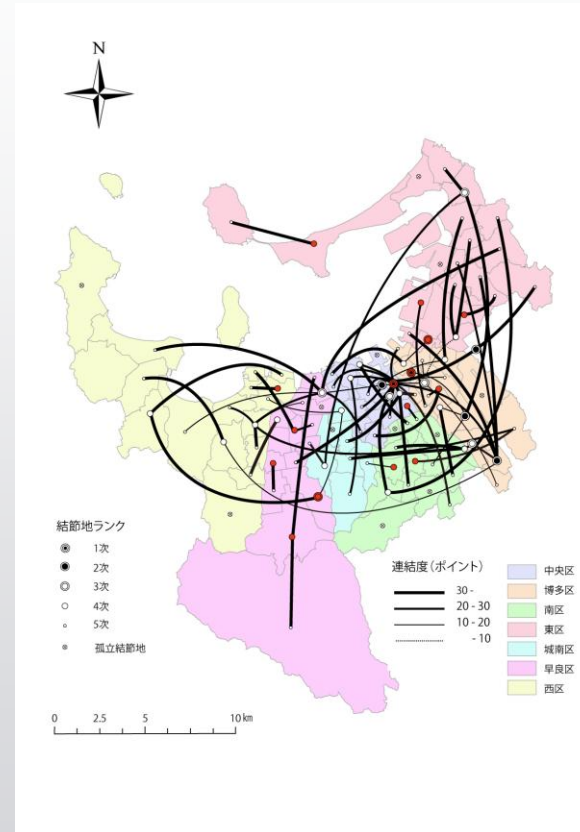 N
結節地ランク
1次
2次
3次
4次
5次
孤立結節地
0 2.5 5 10 km
連結度(ポイント)
30 -
20 - 30
10 - 20
- 10
中央区
博多区
南区
東区
城南区
早良区
西区